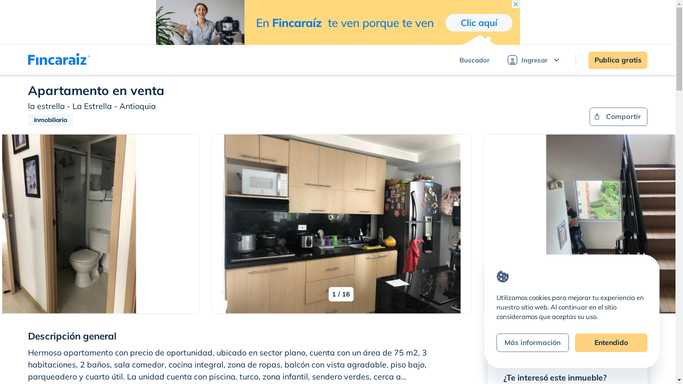 En Fincaraíz te ven porque te ven
Clic aquí
Fincaraiz
Buscador
Ingresar
Publica gratis
Apartamento en venta
la estrella - La Estrella - Antioquia
Inmobiliaria
Compartir
1 / 16
Utilizamos cookies para mejorar tu experiencia en
nuestro sitio web. Al continuar en el sitio
consideramos que aceptas su uso.
Más información
Entendido
Descripción general
Hermoso apartamento con precio de oportunidad, ubicado en sector plano, cuenta con un área de 75 m2, 3
habitaciones, 2 baños, sala comedor, cocina integral, zona de ropas, balcón con vista agradable, piso bajo,
parqueadero y cuarto útil. La unidad cuenta con piscina, turco, zona infantil, sendero verdes, cerca a...
¿Te interesó este inmueble?